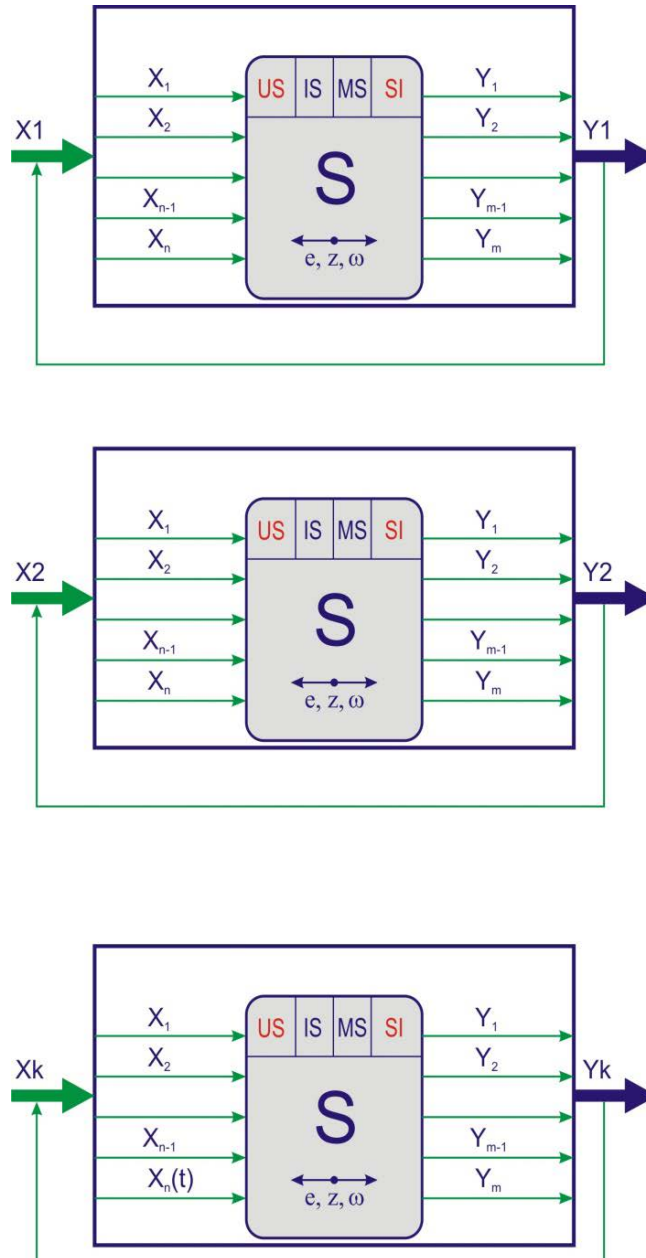 X₁ US IS MS SI Y₁
X1 X₂ Y₂ Y1
S
Xₙ₋₁ Yₘ₋₁
Xₙ e, z, ω Yₘ
X₁ US IS MS SI Y₁
X2 X₂ Y₂ Y2
S
Xₙ₋₁ Yₘ₋₁
Xₙ e, z, ω Yₘ
X₁ US IS MS SI Y₁
Xk X₂ Y₂ Yk
S
Xₙ₋₁ Yₘ₋₁
Xₙ(t) e, z, ω Yₘ